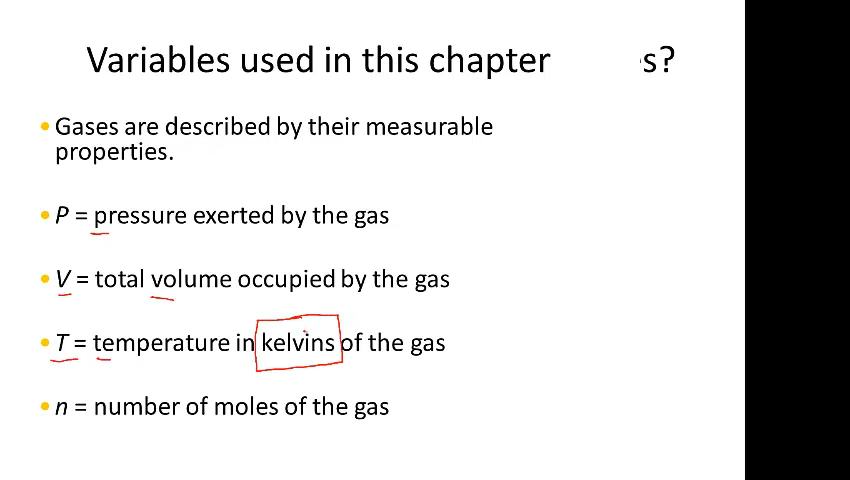 Variables used in this chapter s?
• Gases are described by their measurable
properties.
• P = pressure exerted by the gas
• V = total volume occupied by the gas
• T = temperature in kelvins of the gas
• n = number of moles of the gas